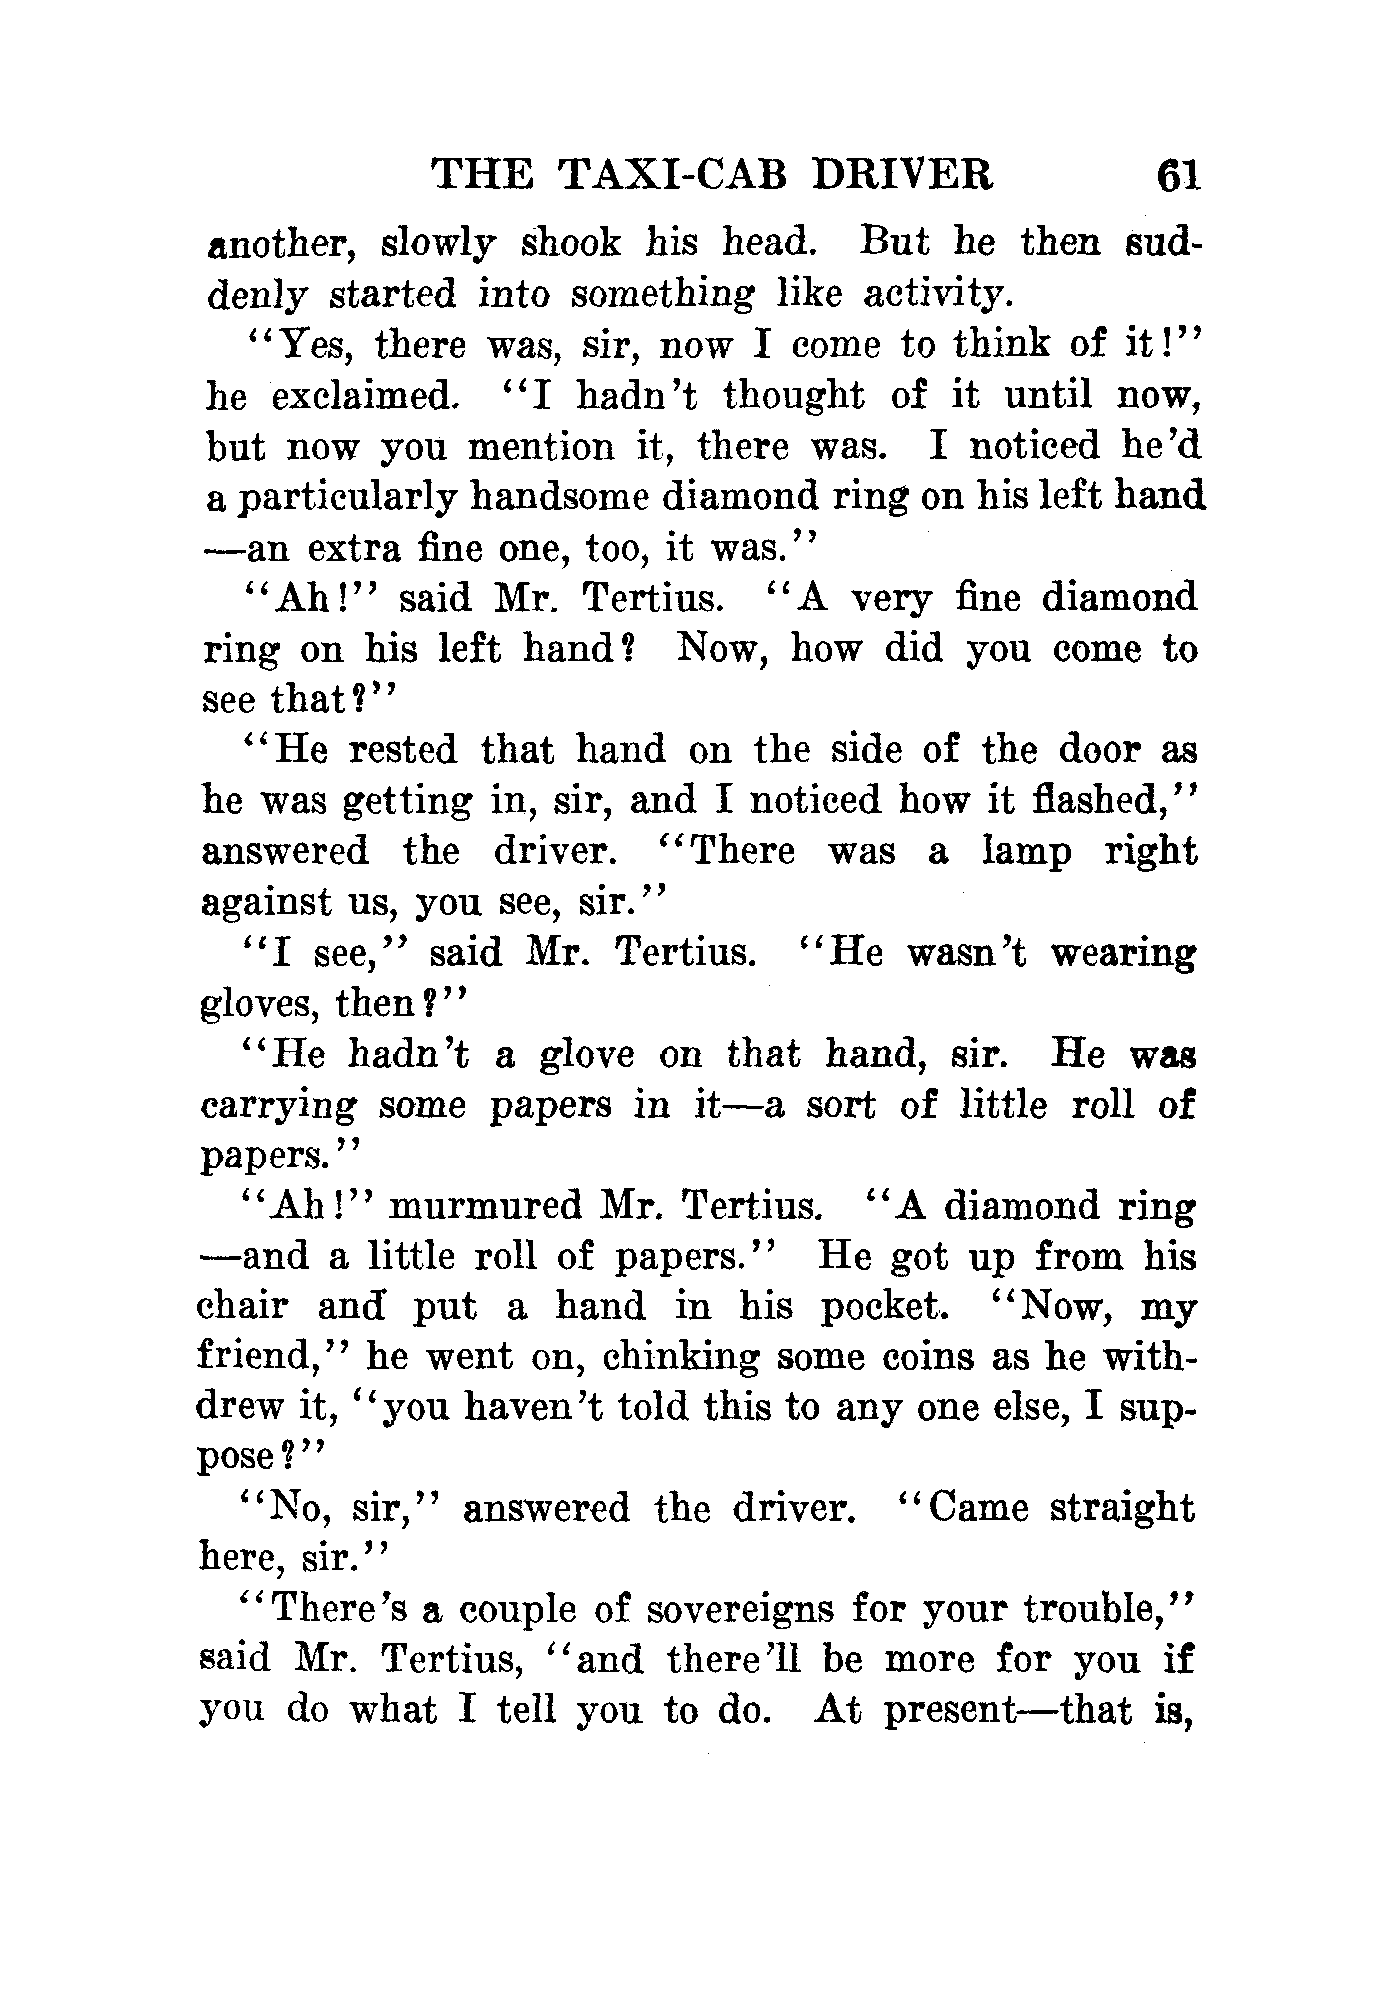 THE TAXI-CAB DRIVER 61
another, slowly shook his head. But he then sud-
denly started into something like activity.
"Yes, there was, sir, now I come to think of it!"
he exclaimed. "I hadn't thought of it until now,
but now you mention it, there was. I noticed he'd
a particularly handsome diamond ring on his left hand
—an extra fine one, too, it was."
"Ah!" said Mr. Tertius. "A very fine diamond
ring on his left hand? Now, how did you come to
see that?"
"He rested that hand on the side of the door as
he was getting in, sir, and I noticed how it flashed,"
answered the driver. "There was a lamp right
against us, you see, sir."
"I see," said Mr. Tertius. "He wasn't wearing
gloves, then?"
"He hadn't a glove on that hand, sir. He was
carrying some papers in it—a sort of little roll of
papers."
"Ah!" murmured Mr. Tertius. "A diamond ring
—and a little roll of papers." He got up from his
chair and put a hand in his pocket. "Now, my
friend," he went on, chinking some coins as he with-
drew it, "you haven't told this to any one else, I sup-
pose?"
"No, sir," answered the driver. "Came straight
here, sir."
"There's a couple of sovereigns for your trouble,"
said Mr. Tertius, "and there'll be more for you if
you do what I tell you to do. At present—that is,